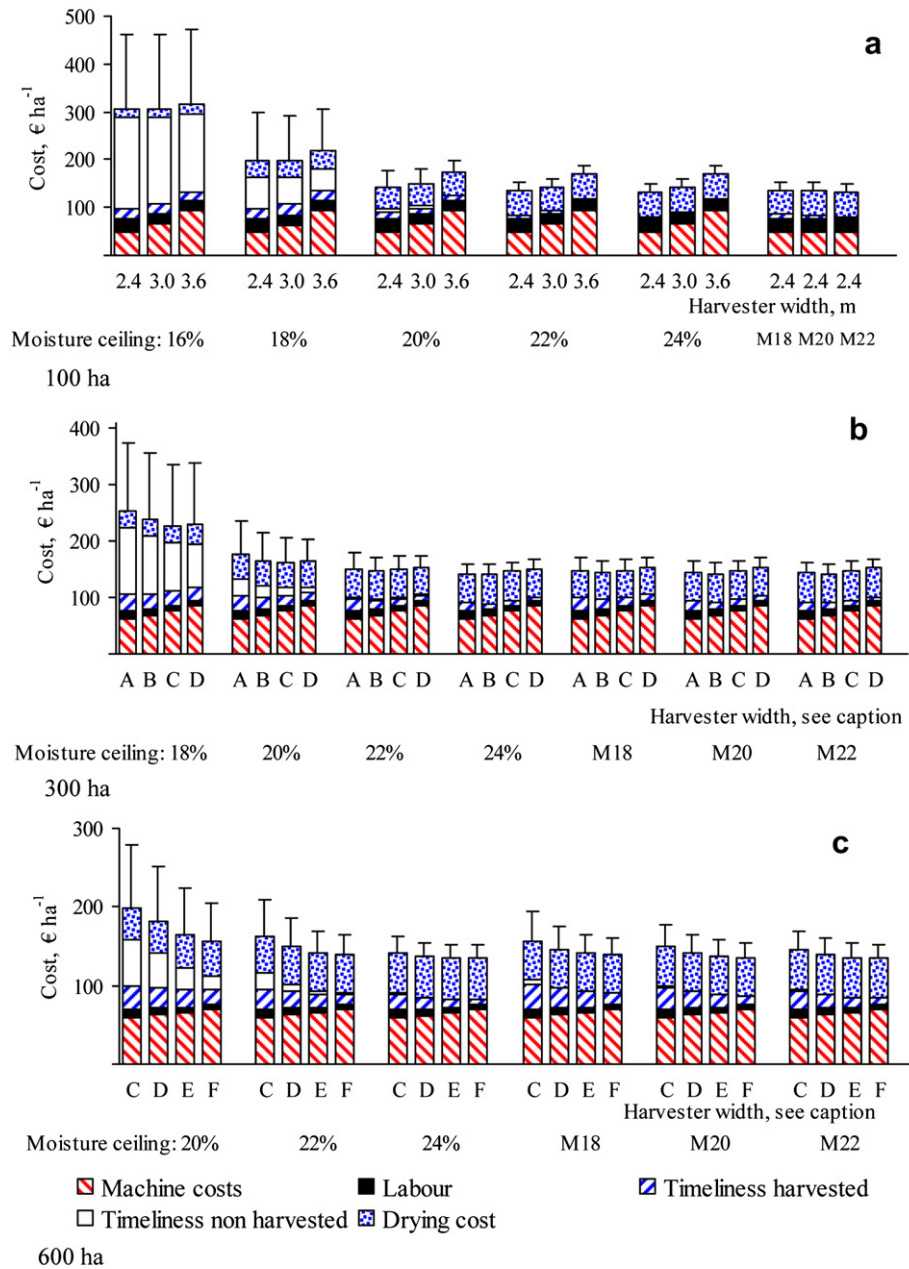 a
500
400
300
200
100
Cost, € ha⁻¹
2.4 3.0 3.6 2.4 3.0 3.6 2.4 3.0 3.6 2.4 3.0 3.6 2.4 3.0 3.6 2.4 2.4 2.4
Harvester width, m
Moisture ceiling: 16% 18% 20% 22% 24% M18 M20 M22
100 ha
b
400
300
200
100
Cost, € ha⁻¹
A B C D A B C D A B C D A B C D A B C D A B C D A B C D
Harvester width, see caption
Moisture ceiling: 18% 20% 22% 24% M18 M20 M22
300 ha
c
300
200
100
Cost, € ha⁻¹
C D E F C D E F C D E F C D E F C D E F C D E F
Harvester width, see caption
Moisture ceiling: 20% 22% 24% M18 M20 M22
Machine costs Labour Timeliness harvested
Timeliness non harvested Drying cost
600 ha